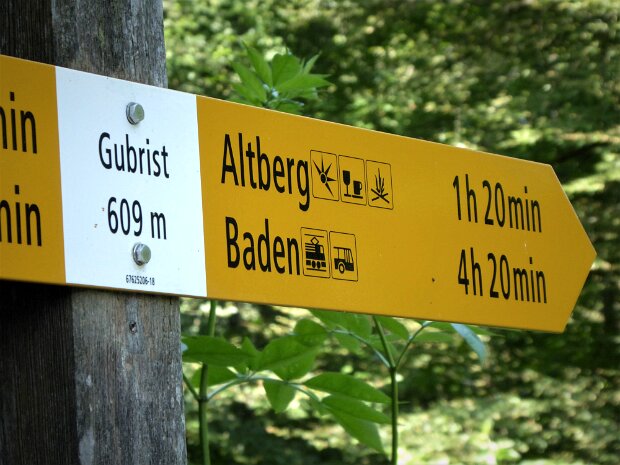 Gubrist
609 m
67625206-18
Altberg 1h 20min
Baden 4h 20min